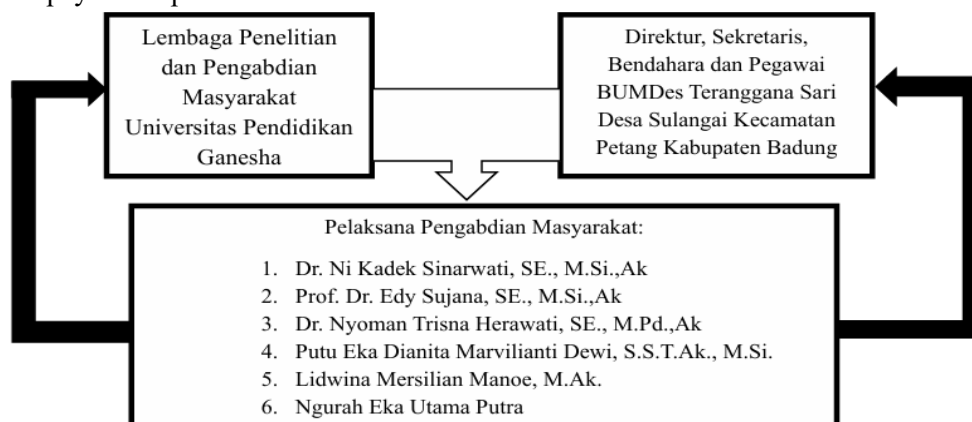 Lembaga Penelitian
dan Pengabdian
Masyarakat
Universitas Pendidikan
Ganesha
Direktur, Sekretaris,
Bendahara dan Pegawai
BUMDes Teranggana Sari
Desa Sulangai Kecamatan
Petang Kabupaten Badung
Pelaksana Pengabdian Masyarakat:
1. Dr. Ni Kadek Sinarwati, SE., M.Si.,Ak
2. Prof. Dr. Edy Sujana, SE., M.Si.,Ak
3. Dr. Nyoman Trisna Herawati, SE., M.Pd.,Ak
4. Putu Eka Dianita Marvilianti Dewi, S.S.T.Ak., M.Si.
5. Lidwina Mersilian Manoe, M.Ak.
6. Ngurah Eka Utama Putra